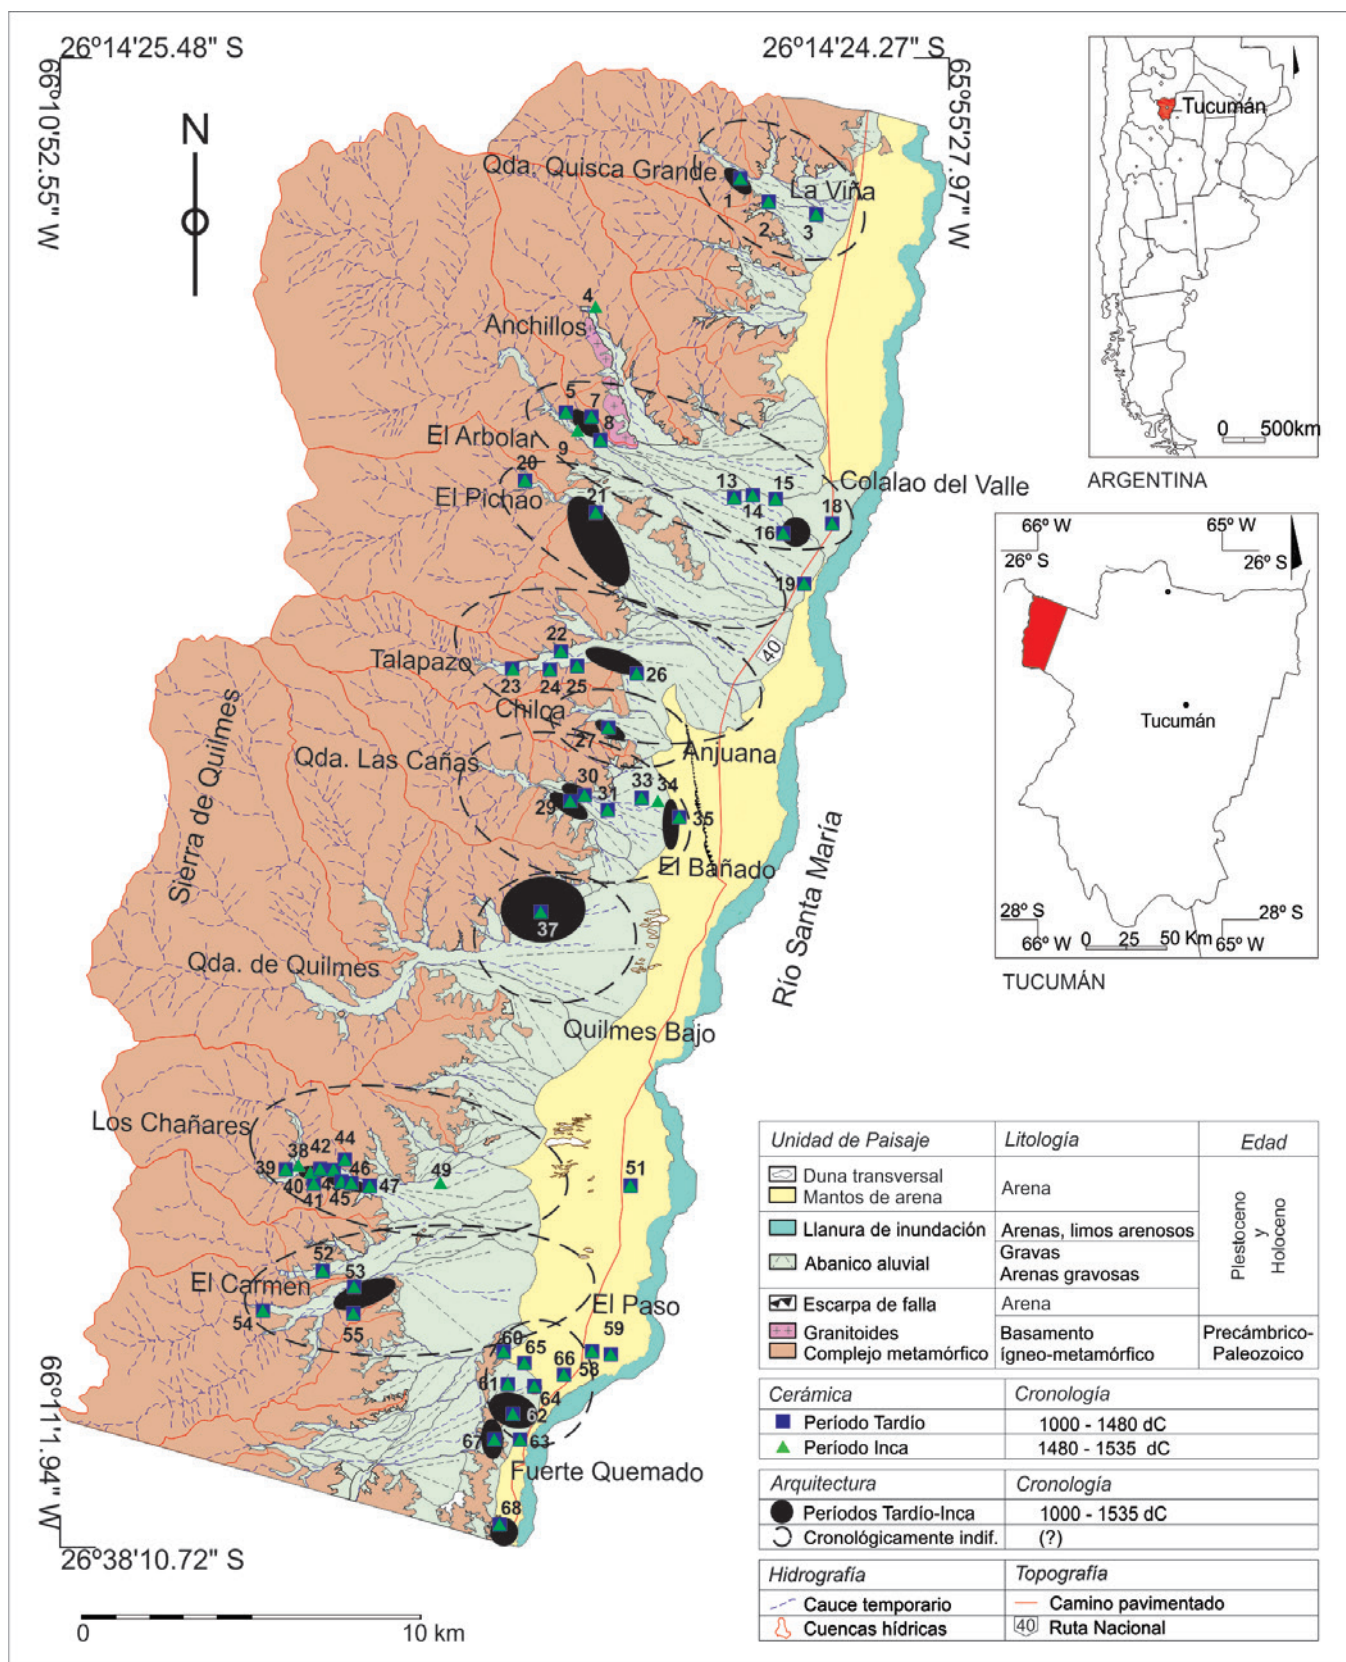 26º14'25.48" S
26º14'24.27" S
66º10'52.55" W
65º55'27.97" W
N
Qda. Quisca Grande
La Viña
1
2
3
4
Anchillos
5
7
8
El Arbolar
9
20
El Pichao
21
13
15
14
Colalao del Valle
18
16
19
40
22
Talapazo
23
24
25
26
Chilca
27
Anjuana
Qda. Las Cañas
30
33
34
29
31
35
El Bañado
Sierra de Quilmes
37
Río Santa María
Qda. de Quilmes
Quilmes Bajo
Los Chañares
44
38
42
39
46
49
40
45
47
41
51
52
El Carmen
53
54
55
El Paso
60
59
65
66
58
61
64
62
67
63
Fuerte Quemado
68
66º11'1.94" W
26º38'10.72" S
0
10 km
Tucumán
0 500km
ARGENTINA
66º W
65º W
26º S
26º S
Tucumán
28º S
28º S
66º W
0 25 50 Km
65º W
TUCUMÁN
Unidad de Paisaje
Litología
Edad
Duna transversal
Mantos de arena
Arena
Llanura de inundación
Arenas, limos arenosos
Abanico aluvial
Gravas
Arenas gravosas
Plestoceno
y
Holoceno
Escarpa de falla
Arena
Granitoides
Complejo metamórfico
Basamento
ígneo-metamórfico
Precámbrico-
Paleozoico
Cerámica
Cronología
Período Tardío
1000 - 1480 dC
Período Inca
1480 - 1535 dC
Arquitectura
Cronología
Períodos Tardío-Inca
1000 - 1535 dC
Cronológicamente indif.
(?)
Hidrografía
Topografía
Cauce temporario
Camino pavimentado
Cuencas hídricas
40 Ruta Nacional